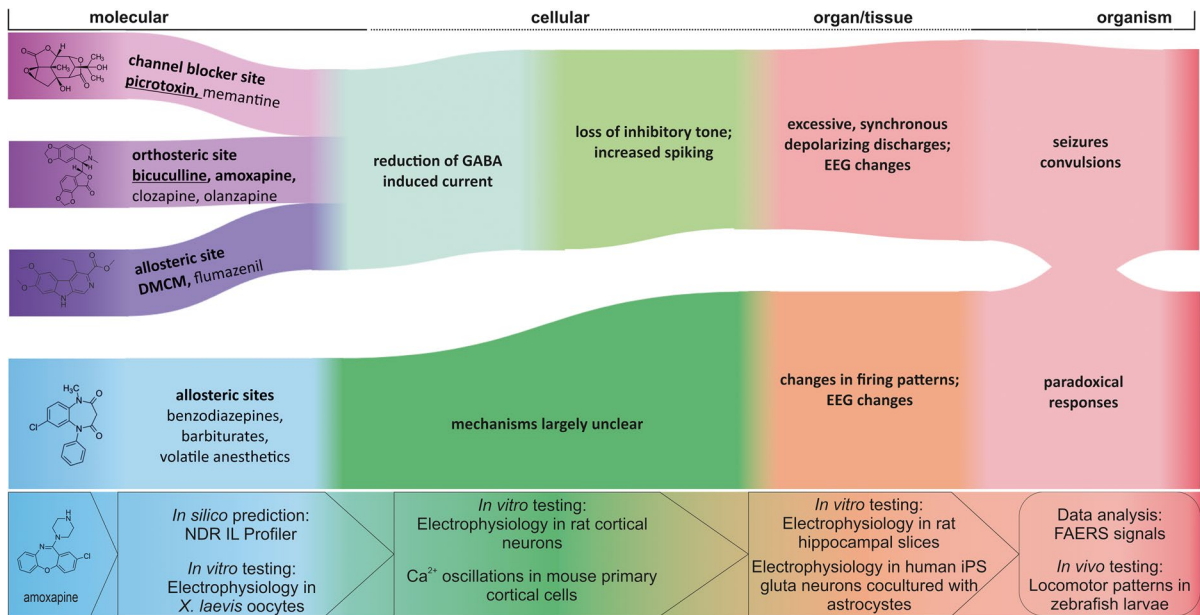 molecular
cellular
organ/tissue
organism
channel blocker site
picrotoxin, memantine
orthosteric site
bicuculline, amoxapine,
clozapine, olanzapine
allosteric site
DMCM, flumazenil
reduction of GABA
induced current
loss of inhibitory tone;
increased spiking
excessive, synchronous
depolarizing discharges;
EEG changes
seizures
convulsions
allosteric sites
benzodiazepines,
barbiturates,
volatile anesthetics
mechanisms largely unclear
changes in firing patterns;
EEG changes
paradoxical
responses
amoxapine
In silico prediction:
NDR IL Profiler
In vitro testing:
Electrophysiology in
X. laevis oocytes
In vitro testing:
Electrophysiology in rat cortical
neurons
Ca²⁺ oscillations in mouse primary
cortical cells
In vitro testing:
Electrophysiology in rat
hippocampal slices
Electrophysiology in human iPS
gluta neurons cocultured with
astrocystes
Data analysis:
FAERS signals
In vivo testing:
Locomotor patterns in
zebrafish larvae